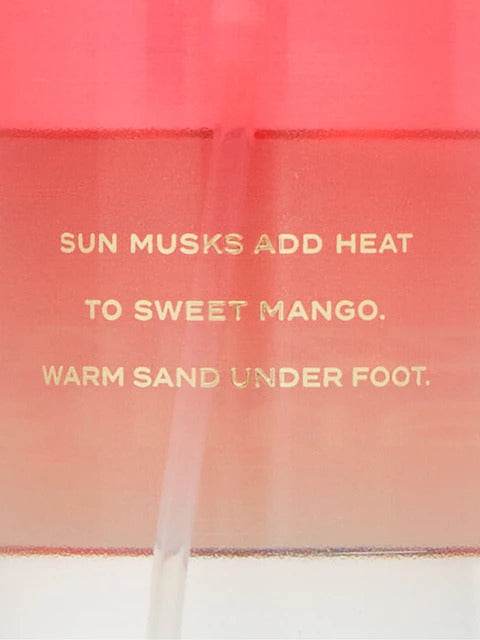 SUN MUSKS ADD HEAT
TO SWEET MANGO.
WARM SAND UNDER FOOT.